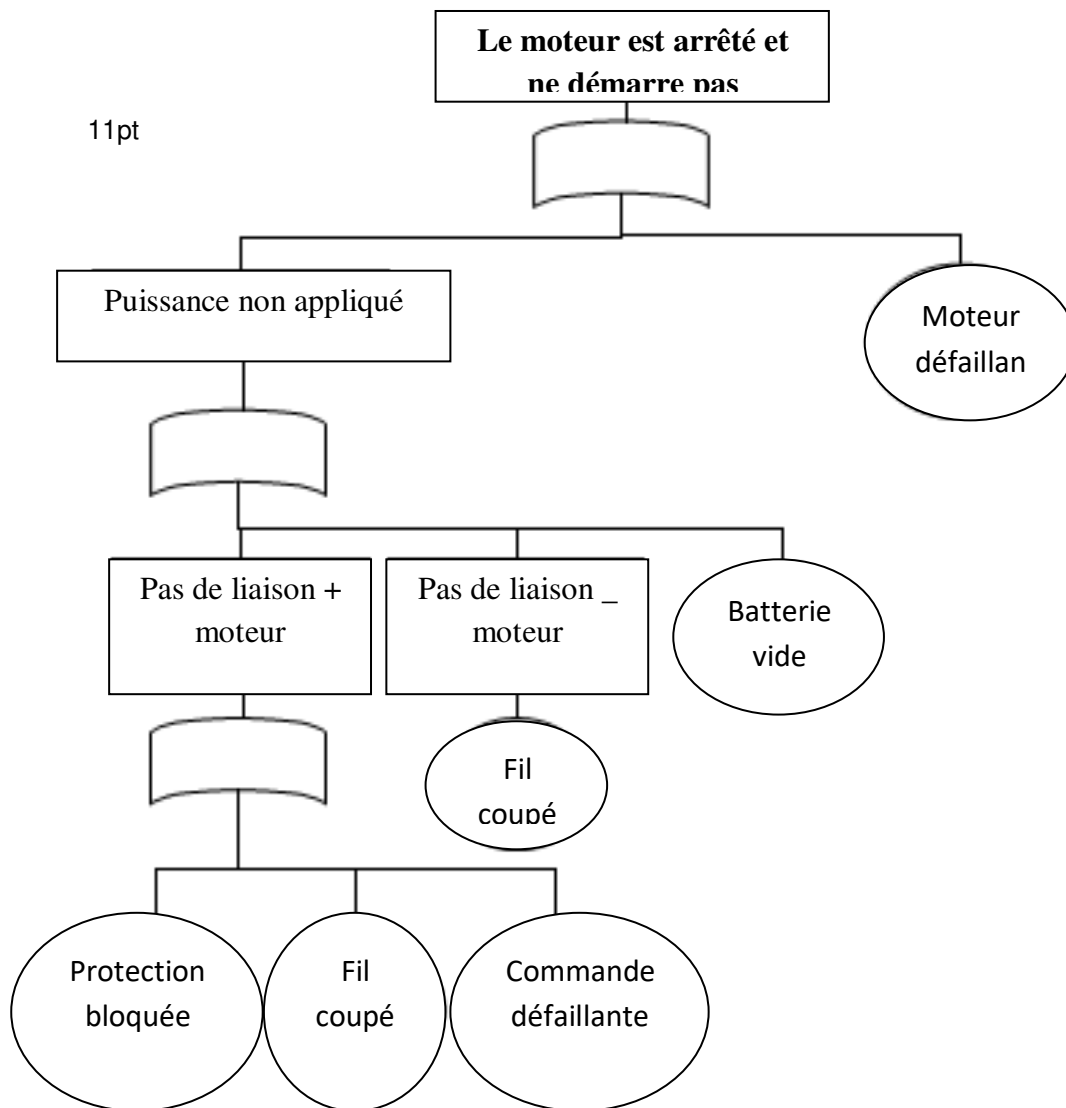 Le moteur est arrêté et
ne démarre pas
11pt
Puissance non appliqué
Moteur
défaillan
Pas de liaison +
moteur
Pas de liaison _
moteur
Batterie
vide
Fil
coupé
Protection
bloquée
Fil
coupé
Commande
défaillante